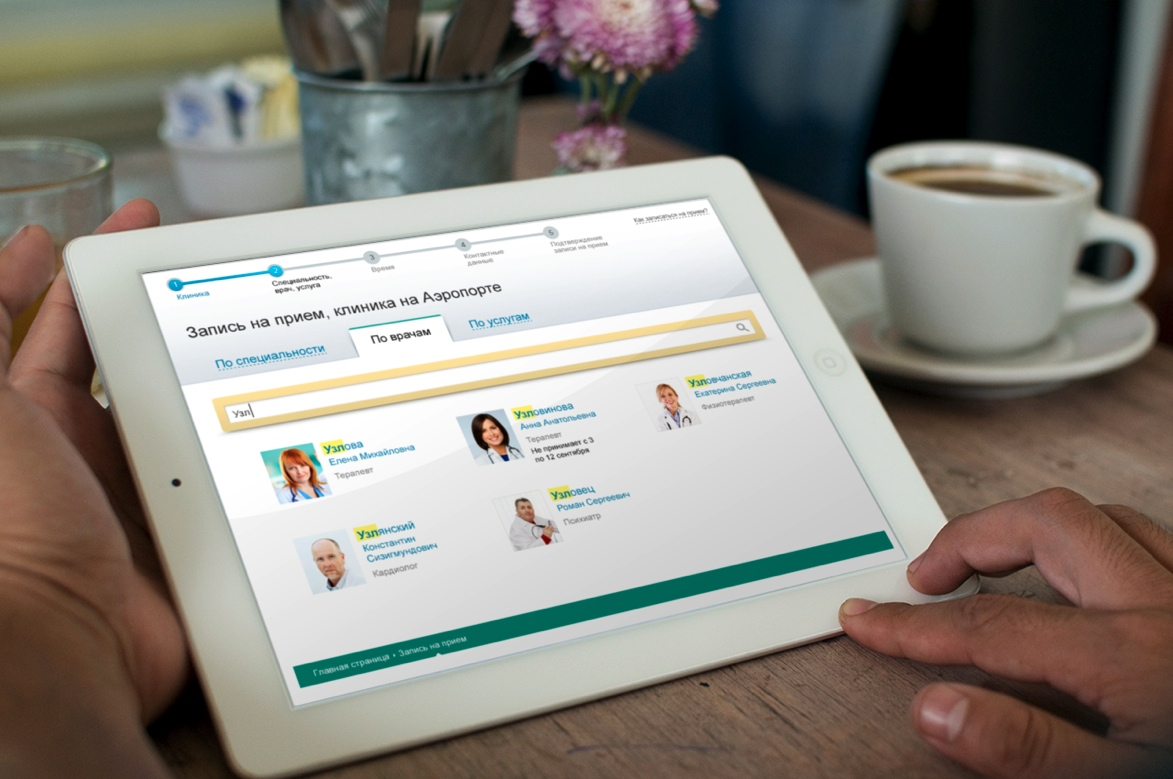 Как записаться на прием?
1
2
3
4
5
Клиника
Специальность,
врач, услуга
Время
Контактные
данные
Подтверждение
записи на прием
Запись на прием, клиника на Аэропорте
По специальности
По врачам
По услугам
Узл
Узлова
Елена Михайловна
Терапевт
Узловинова
Анна Анатольевна
Терапевт
Не принимает с 3
по 12 сентября
Узловчанская
Екатерина Сергеевна
Физиотерапевт
Узлянский
Константин
Сизигмундович
Кардиолог
Узловец
Роман Сергеевич
Психиатр
Главная страница • Запись на прием